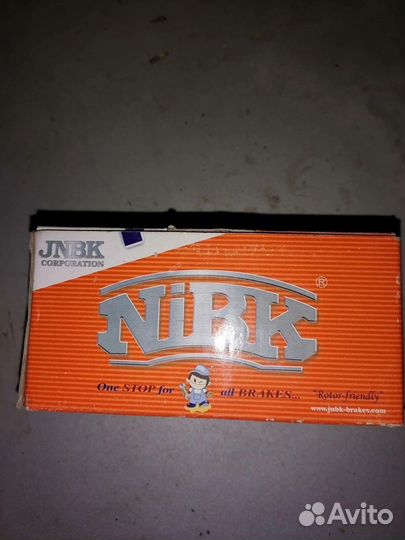 JNBK
CORPORATION
NiBK®
One STOP for all BRAKES... "Rotor-friendly"
www.jnbk-brakes.com
Avito